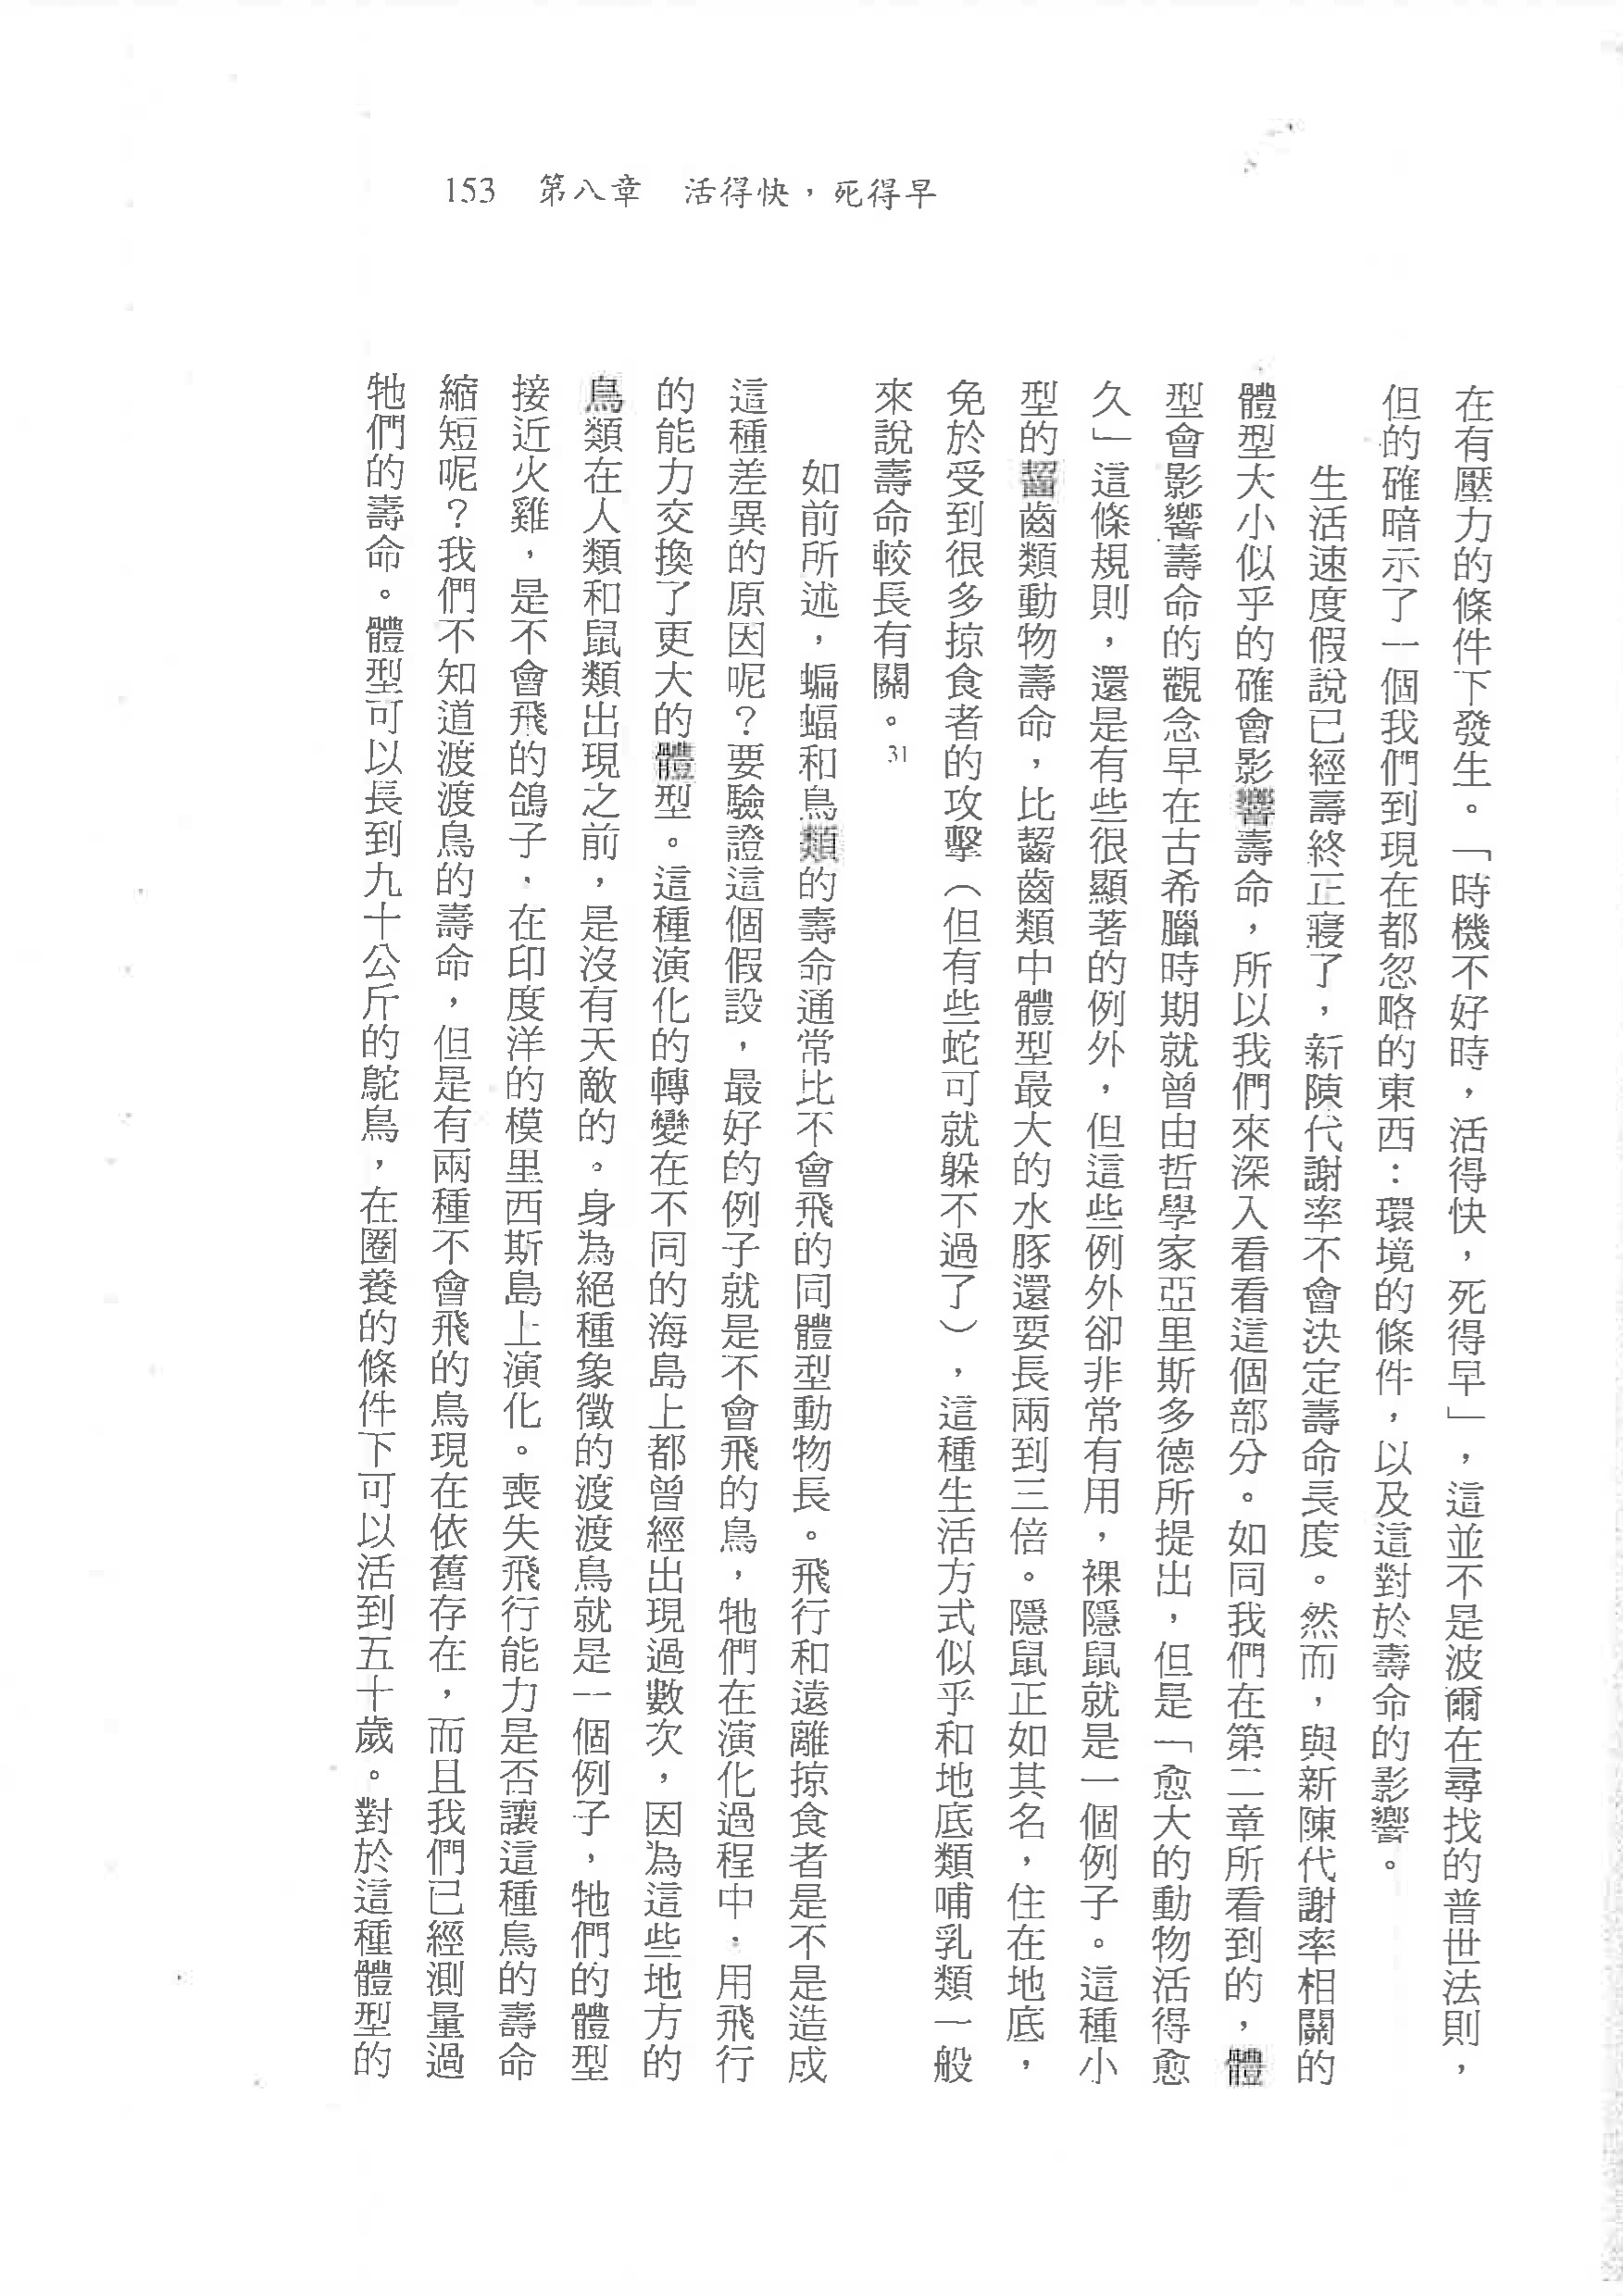 153 第八章 活得快，死得早
在有壓力的條件下發生。「時機不好時，活得快，死得早」，這並不是波爾在尋找的普世法則，
但的確暗示了一個我們到現在都忽略的東西：環境的條件，以及這對於壽命的影響。
生活速度假說已經壽終正寢了，新陳代謝率不會決定壽命長度。然而，與新陳代謝率相關的
體型大小似乎的確會影響壽命，所以我們來深入看看這個部分。如同我們在第二章所看到的，體
型會影響壽命的觀念早在古希臘時期就曾由哲學家亞里斯多德所提出，但是「愈大的動物活得愈
久」這條規則，還是有些很顯著的例外，但這些例外卻非常有用，裸隱鼠就是一個例子。這種小
型的齧齒類動物壽命，比齧齒類中體型最大的水豚還要長兩到三倍。隱鼠正如其名，住在地底，
免於受到很多掠食者的攻擊（但有些蛇可就躲不過了），這種生活方式似乎和地底類哺乳類一般
來說壽命較長有關。31
如前所述，蝙蝠和鳥類的壽命通常比不會飛的同體型動物長。飛行和遠離掠食者是不是造成
這種差異的原因呢？要驗證這個假設，最好的例子就是不會飛的鳥，牠們在演化過程中，用飛行
的能力交換了更大的體型。這種演化的轉變在不同的海島上都曾經出現過數次，因為這些地方的
鳥類在人類和鼠類出現之前，是沒有天敵的。身為絕種象徵的渡渡鳥就是一個例子，牠們的體型
接近火雞，是不會飛的鴿子，在印度洋的模里西斯島上演化。喪失飛行能力是否讓這種鳥的壽命
縮短呢？我們不知道渡渡鳥的壽命，但是有兩種不會飛的鳥現在依舊存在，而且我們已經測量過
牠們的壽命。體型可以長到九十公斤的鴕鳥，在圈養的條件下可以活到五十歲。對於這種體型的